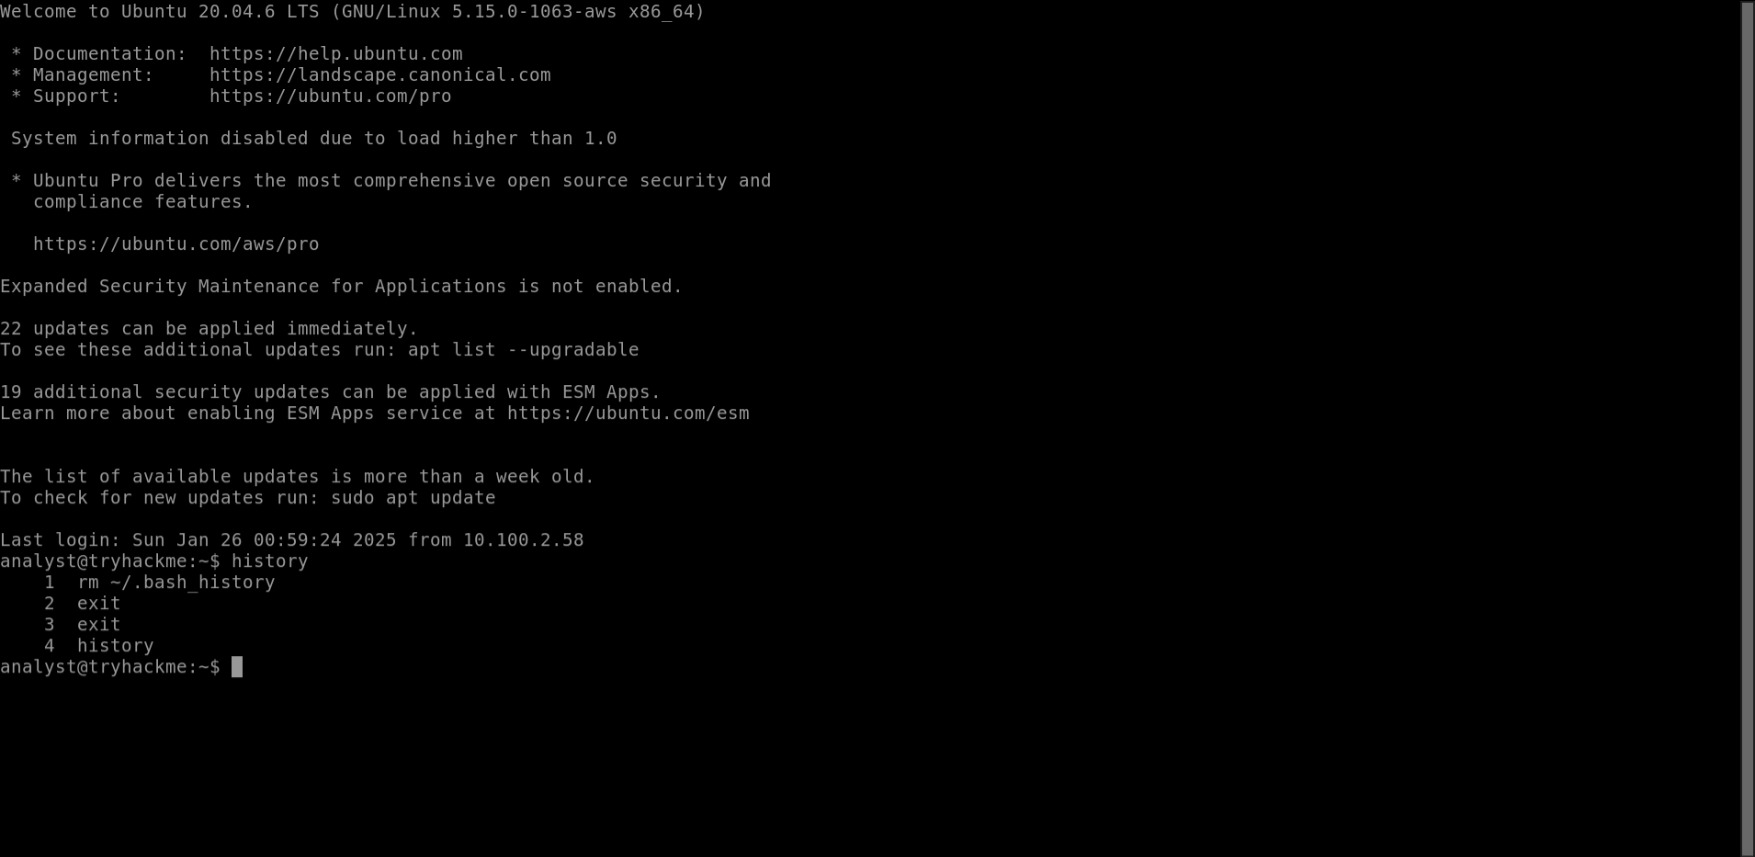 Welcome to Ubuntu 20.04.6 LTS (GNU/Linux 5.15.0-1063-aws x86_64)
* Documentation:  https://help.ubuntu.com
* Management:     https://landscape.canonical.com
* Support:        https://ubuntu.com/pro
System information disabled due to load higher than 1.0
* Ubuntu Pro delivers the most comprehensive open source security and
compliance features.
https://ubuntu.com/aws/pro
Expanded Security Maintenance for Applications is not enabled.
22 updates can be applied immediately.
To see these additional updates run: apt list --upgradable
19 additional security updates can be applied with ESM Apps.
Learn more about enabling ESM Apps service at https://ubuntu.com/esm
The list of available updates is more than a week old.
To check for new updates run: sudo apt update
Last login: Sun Jan 26 00:59:24 2025 from 10.100.2.58
analyst@tryhackme:~$ history
1  rm ~/.bash_history
2  exit
3  exit
4  history
analyst@tryhackme:~$